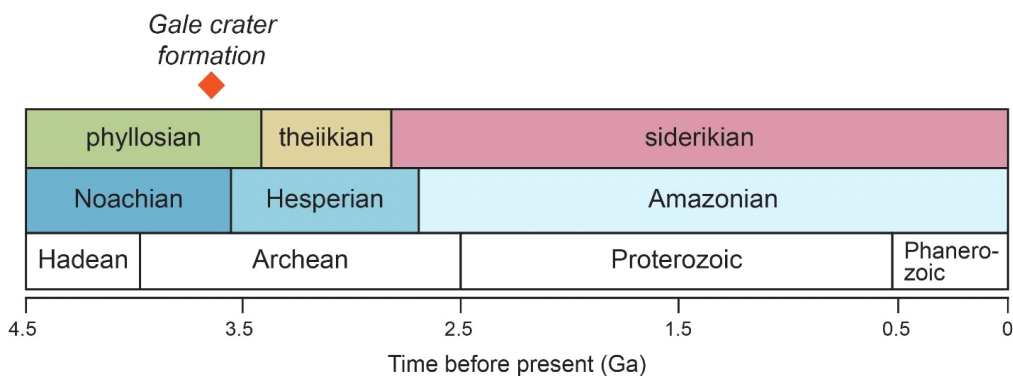 Gale crater
formation
phyllosian theiikian siderikian
Noachian Hesperian Amazonian
Hadean Archean Proterozoic Phanero-
zoic
4.5 3.5 2.5 1.5 0.5 0
Time before present (Ga)